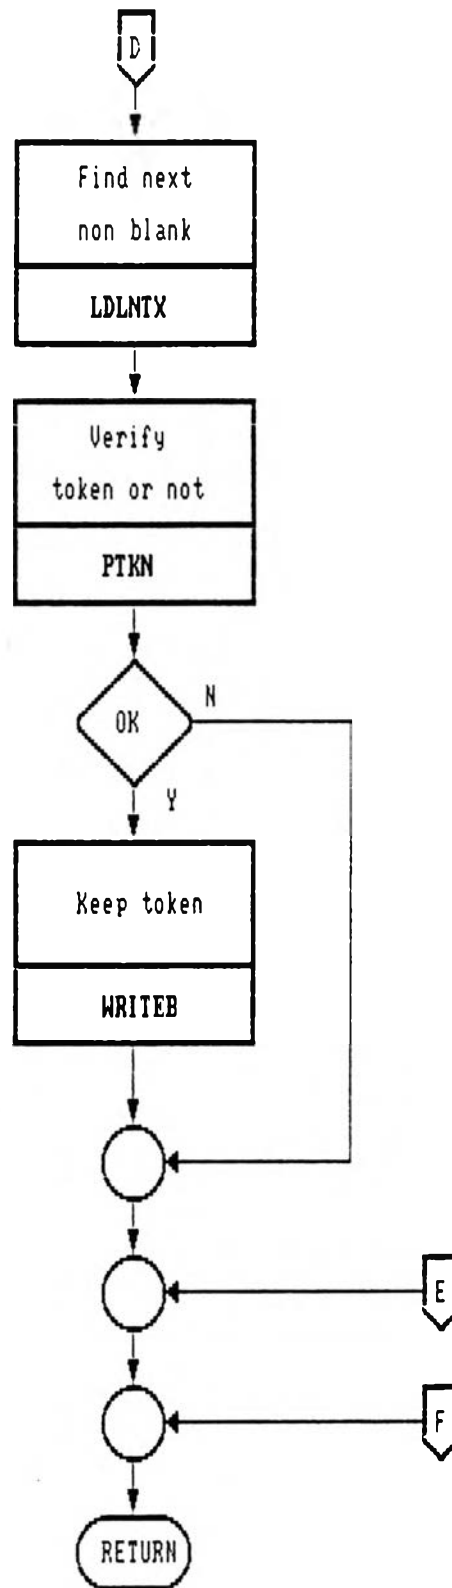 D
Find next
non blank
LDLNTX
Verify
token or not
PTKN
OK
N
Y
Keep token
WRITEB
E
F
RETURN